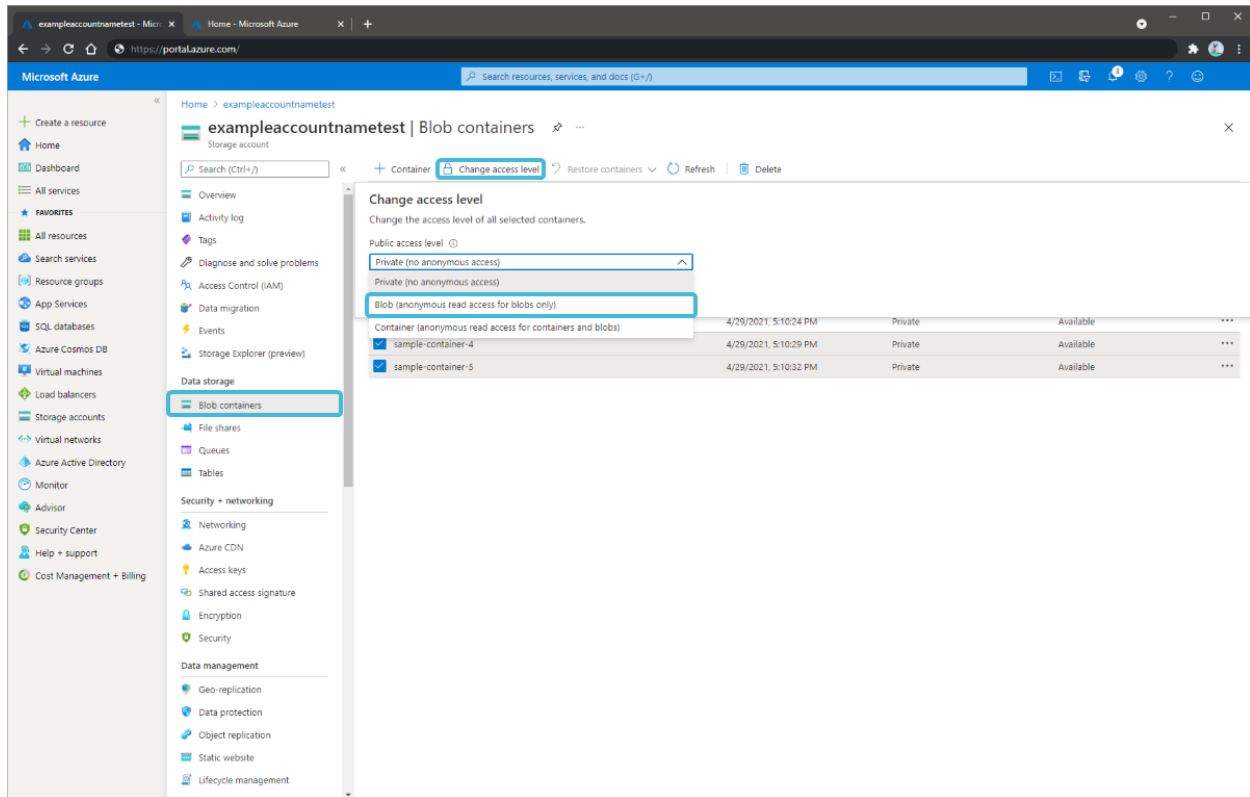 exampleaccountnametest - Micr
Home - Microsoft Azure
https://portal.azure.com/
Microsoft Azure
Search resources, services, and docs (G+/)
Home > exampleaccountnametest
exampleaccountnametest | Blob containers
Storage account
Create a resource
Home
Dashboard
All services
FAVORITES
All resources
Search services
Resource groups
App Services
SQL databases
Azure Cosmos DB
Virtual machines
Load balancers
Storage accounts
Virtual networks
Azure Active Directory
Monitor
Advisor
Security Center
Help + support
Cost Management + Billing
Search (Ctrl+/)
Overview
Activity log
Tags
Diagnose and solve problems
Access Control (IAM)
Data migration
Events
Storage Explorer (preview)
Data storage
Blob containers
File shares
Queues
Tables
Security + networking
Networking
Azure CDN
Access keys
Shared access signature
Encryption
Security
Data management
Geo-replication
Data protection
Object replication
Static website
Lifecycle management
Container Change access level Restore containers Refresh Delete
Change access level
Change the access level of all selected containers.
Public access level
Private (no anonymous access)
Private (no anonymous access)
Blob (anonymous read access for blobs only)
Container (anonymous read access for containers and blobs)
4/29/2021, 5:10:24 PM Private Available
sample-container-4 4/29/2021, 5:10:29 PM Private Available
sample-container-5 4/29/2021, 5:10:32 PM Private Available